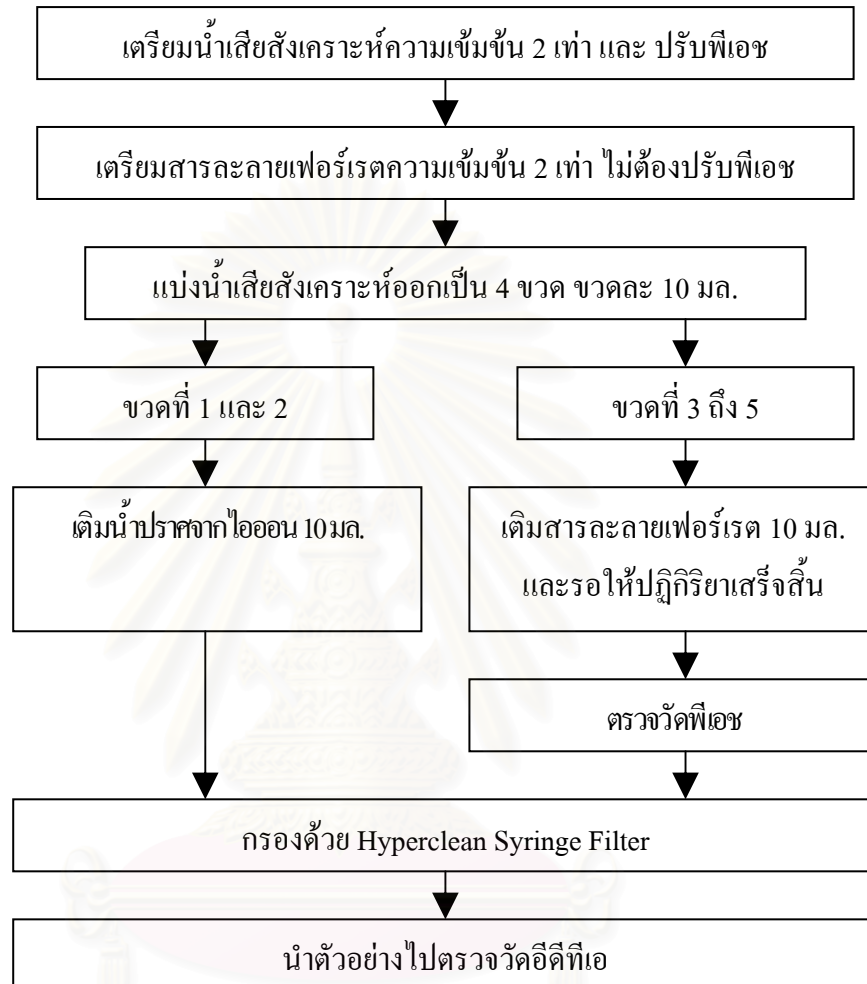 เตรียมน้ำเสียสังเคราะห์ความเข้มข้น 2 เท่า และ ปรับพีเอช
เตรียมสารละลายเฟอร์เรตความเข้มข้น 2 เท่า ไม่ต้องปรับพีเอช
แบ่งน้ำเสียสังเคราะห์ออกเป็น 4 ขวด ขวดละ 10 มล.
ขวดที่ 1 และ 2
ขวดที่ 3 ถึง 5
เติมน้ำปราศจากไอออน 10 มล.
เติมสารละลายเฟอร์เรต 10 มล.
และรอให้ปฏิกิริยาเสร็จสิ้น
ตรวจวัดพีเอช
กรองด้วย Hyperclean Syringe Filter
นำตัวอย่างไปตรวจวัดอีดีทีเอ